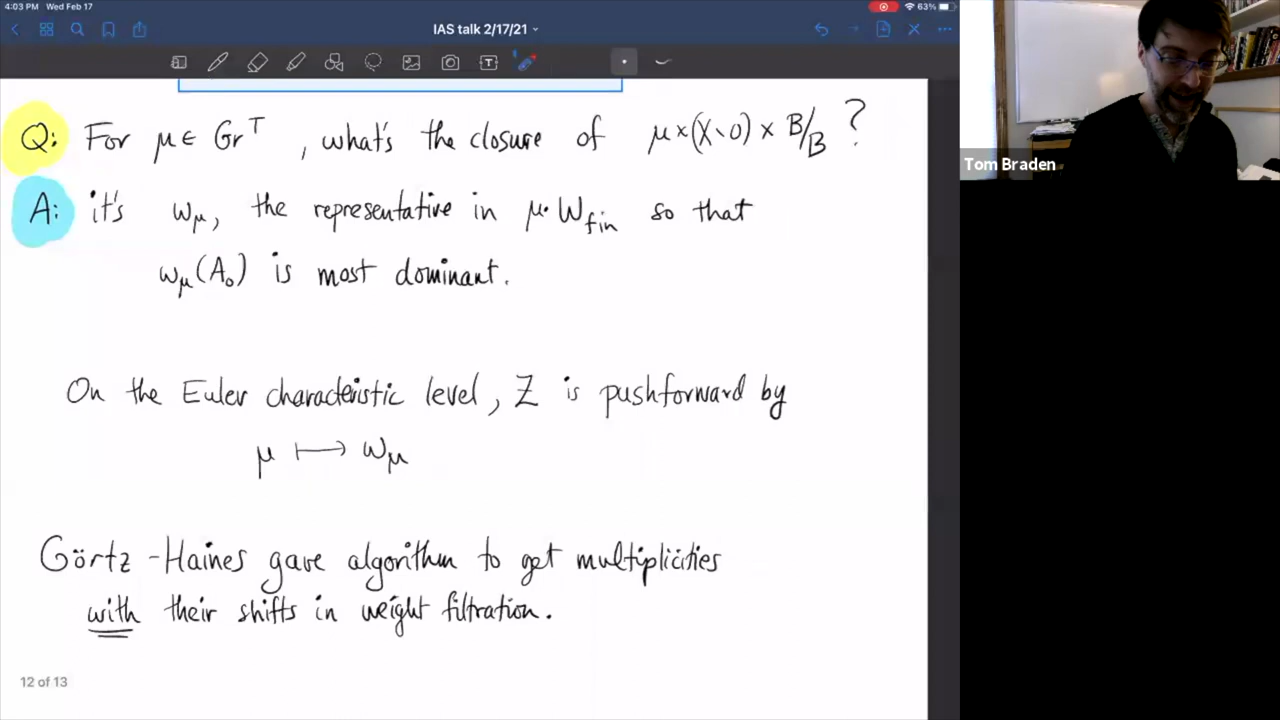 4:03 PM Wed Feb 17
63%
IAS talk 2/17/21
Tom Braden
Q: For μ ∈ Gr^T, what's the closure of μ×(X∖0)×B/B ?
A: it's w_μ, the representative in μ·W_fin so that
w_μ(A_0) is most dominant.
On the Euler characteristic level, Z is pushforward by
μ ⟼ w_μ
Görtz-Haines gave algorithm to get multiplicities
with their shifts in weight filtration.
12 of 13